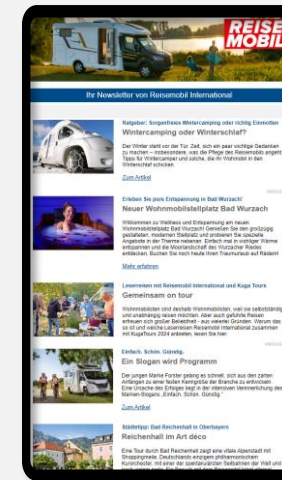 REISE
MOBIL
Ihr Newsletter von Reisemobil International
Ratgeber: Sorgenfreies Wintercamping oder richtig Einmotten
Wintercamping oder Winterschlaf?
Der Winter steht vor der Tür. Zeit, sich ein paar wichtige Gedanken
zu machen – insbesondere, was die Pflege des Reisemobils angeht.
Tipps für Wintercamper und solche, die ihr Wohnmobil in den
Winterschlaf schicken.
Zum Artikel
Erleben Sie pure Entspannung in Bad Wurzach!
Neuer Wohnmobilstellplatz Bad Wurzach
Willkommen zu Wellness und Entspannung am neuen
Wohnmobilstellplatz Bad Wurzach! Genießen Sie den großzügig
gestalteten, modernen Stellplatz und probieren Sie spezielle
Angebote in der Therme nebenan. Einfach mal in wohliger Wärme
entspannen und die Moorlandschaft des Wurzacher Riedes
entdecken. Buchen Sie noch heute Ihren Traumurlaub auf Rädern!
Mehr erfahren
Leserreisen mit Reisemobil International und Kuga Tours
Gemeinsam on tour
Wohnmobilisten sind deshalb Wohnmobilisten, weil sie selbstständig
und unabhängig reisen möchten. Aber auch geführte Reisen
erfreuen sich großer Beliebtheit - aus vielerlei Gründen. Warum das
so ist und welche Leserreisen Reisemobil International zusammen
mit KugaTours 2024 anbieten, lesen Sie hier.
Einfach. Schön. Günstig.
Ein Slogan wird Programm
Der jungen Marke Forster gelang es schnell, sich aus den zarten
Anfängen zu einer festen Kenngröße der Branche zu entwickeln.
Eine Ursache des Erfolges liegt in der intensiven Verinnerlichung des
Marken-Slogans „Einfach. Schön. Günstig."
Zum Artikel
Städtetipp: Bad Reichenhall in Oberbayern
Reichenhall im Art déco
Eine Tour durch Bad Reichenhall zeigt eine vitale Alpenstadt mit
Shoppingmeile, Deutschlands einzigem philharmonischem
Kurorchester, mit einer der spektakulärsten Seilbahnen der Welt und